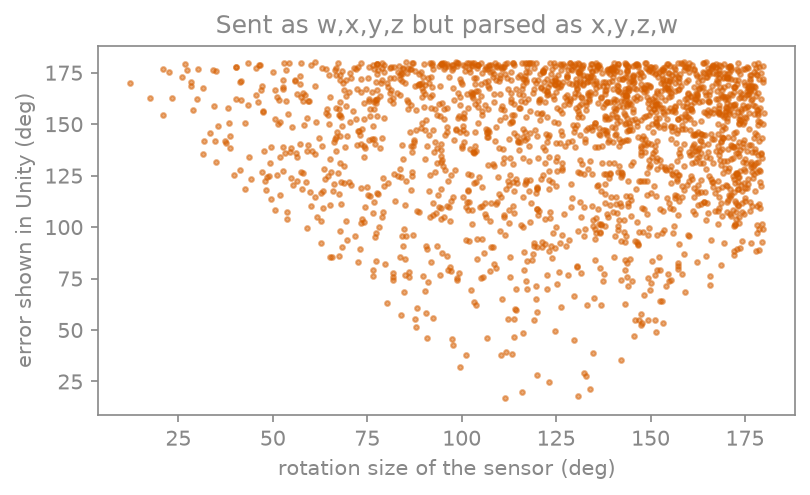 Sent as w,x,y,z but parsed as x,y,z,w
error shown in Unity (deg)
175
150
125
100
75
50
25
25 50 75 100 125 150 175
rotation size of the sensor (deg)